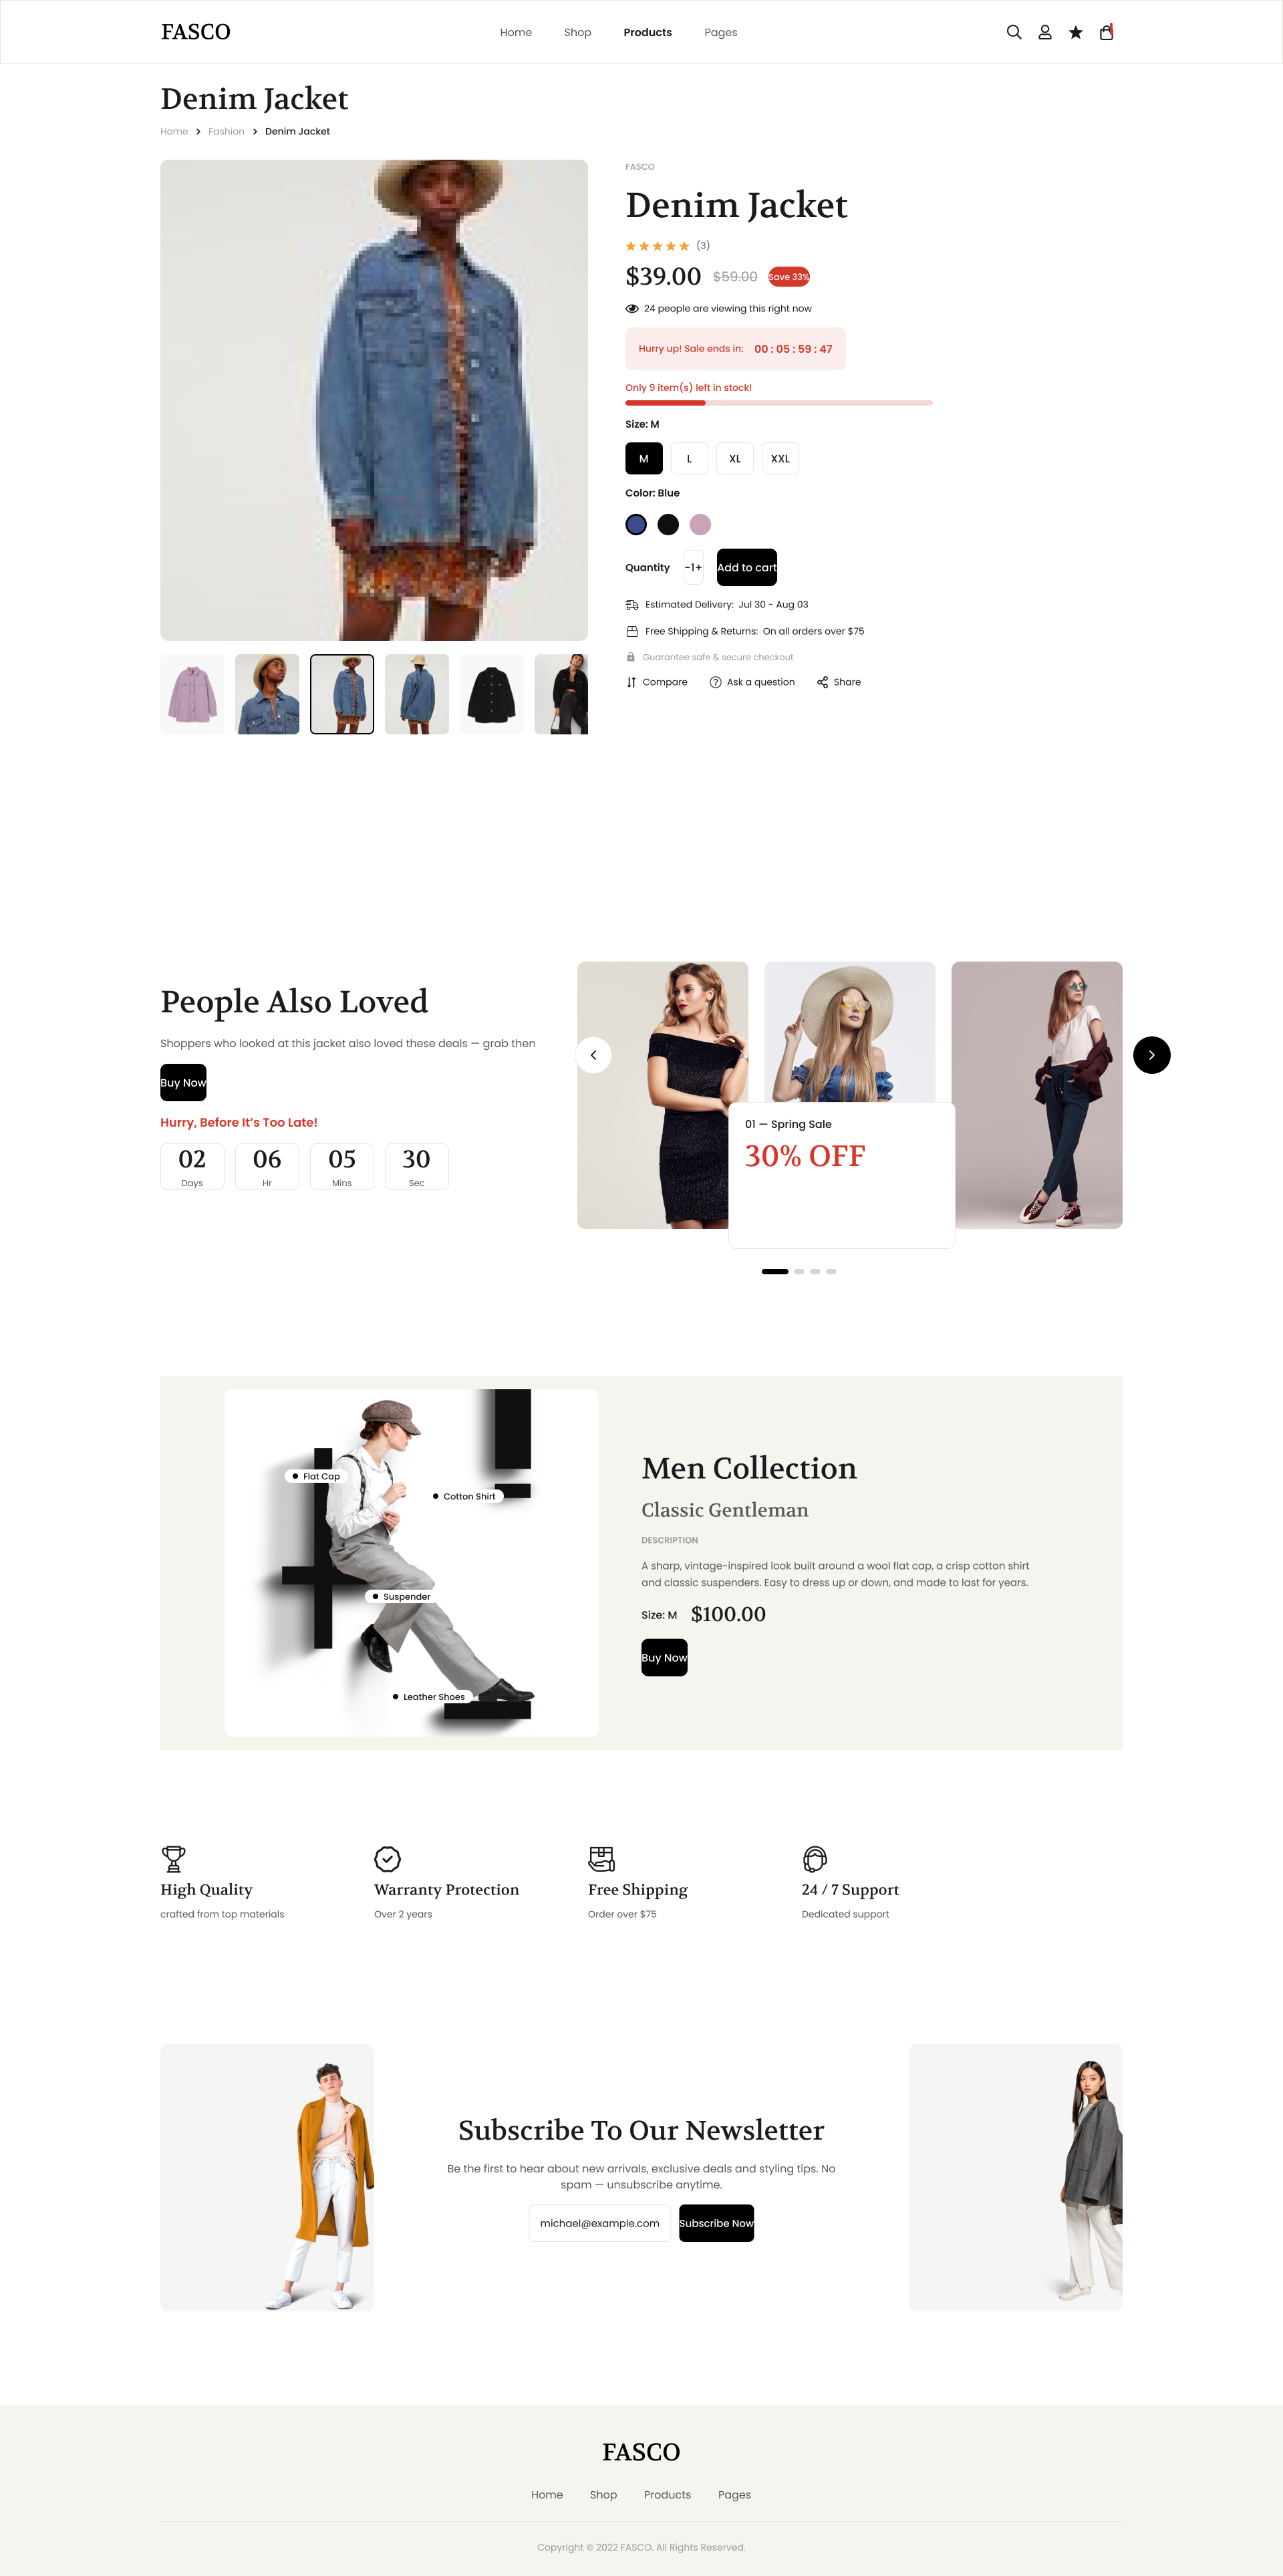 FASCO
Home Shop Products Pages
Denim Jacket
Home > Fashion > Denim Jacket
FASCO
Denim Jacket
(3)
$39.00 $59.00 Save 33%
24 people are viewing this right now
Hurry up! Sale ends in: 00 : 05 : 59 : 47
Only 9 item(s) left in stock!
Size: M
M L XL XXL
Color: Blue
Quantity -1+ Add to cart
Estimated Delivery: Jul 30 - Aug 03
Free Shipping & Returns: On all orders over $75
Guarantee safe & secure checkout
Compare Ask a question Share
People Also Loved
Shoppers who looked at this jacket also loved these deals — grab then
Buy Now
Hurry, Before It’s Too Late!
02 06 05 30
Days Hr Mins Sec
01 — Spring Sale
30% OFF
Flat Cap
Cotton Shirt
Suspender
Leather Shoes
Men Collection
Classic Gentleman
DESCRIPTION
A sharp, vintage-inspired look built around a wool flat cap, a crisp cotton shirt
and classic suspenders. Easy to dress up or down, and made to last for years.
Size: M $100.00
Buy Now
High Quality
crafted from top materials
Warranty Protection
Over 2 years
Free Shipping
Order over $75
24 / 7 Support
Dedicated support
Subscribe To Our Newsletter
Be the first to hear about new arrivals, exclusive deals and styling tips. No
spam — unsubscribe anytime.
michael@example.com Subscribe Now
FASCO
Home Shop Products Pages
Copyright © 2022 FASCO. All Rights Reserved.